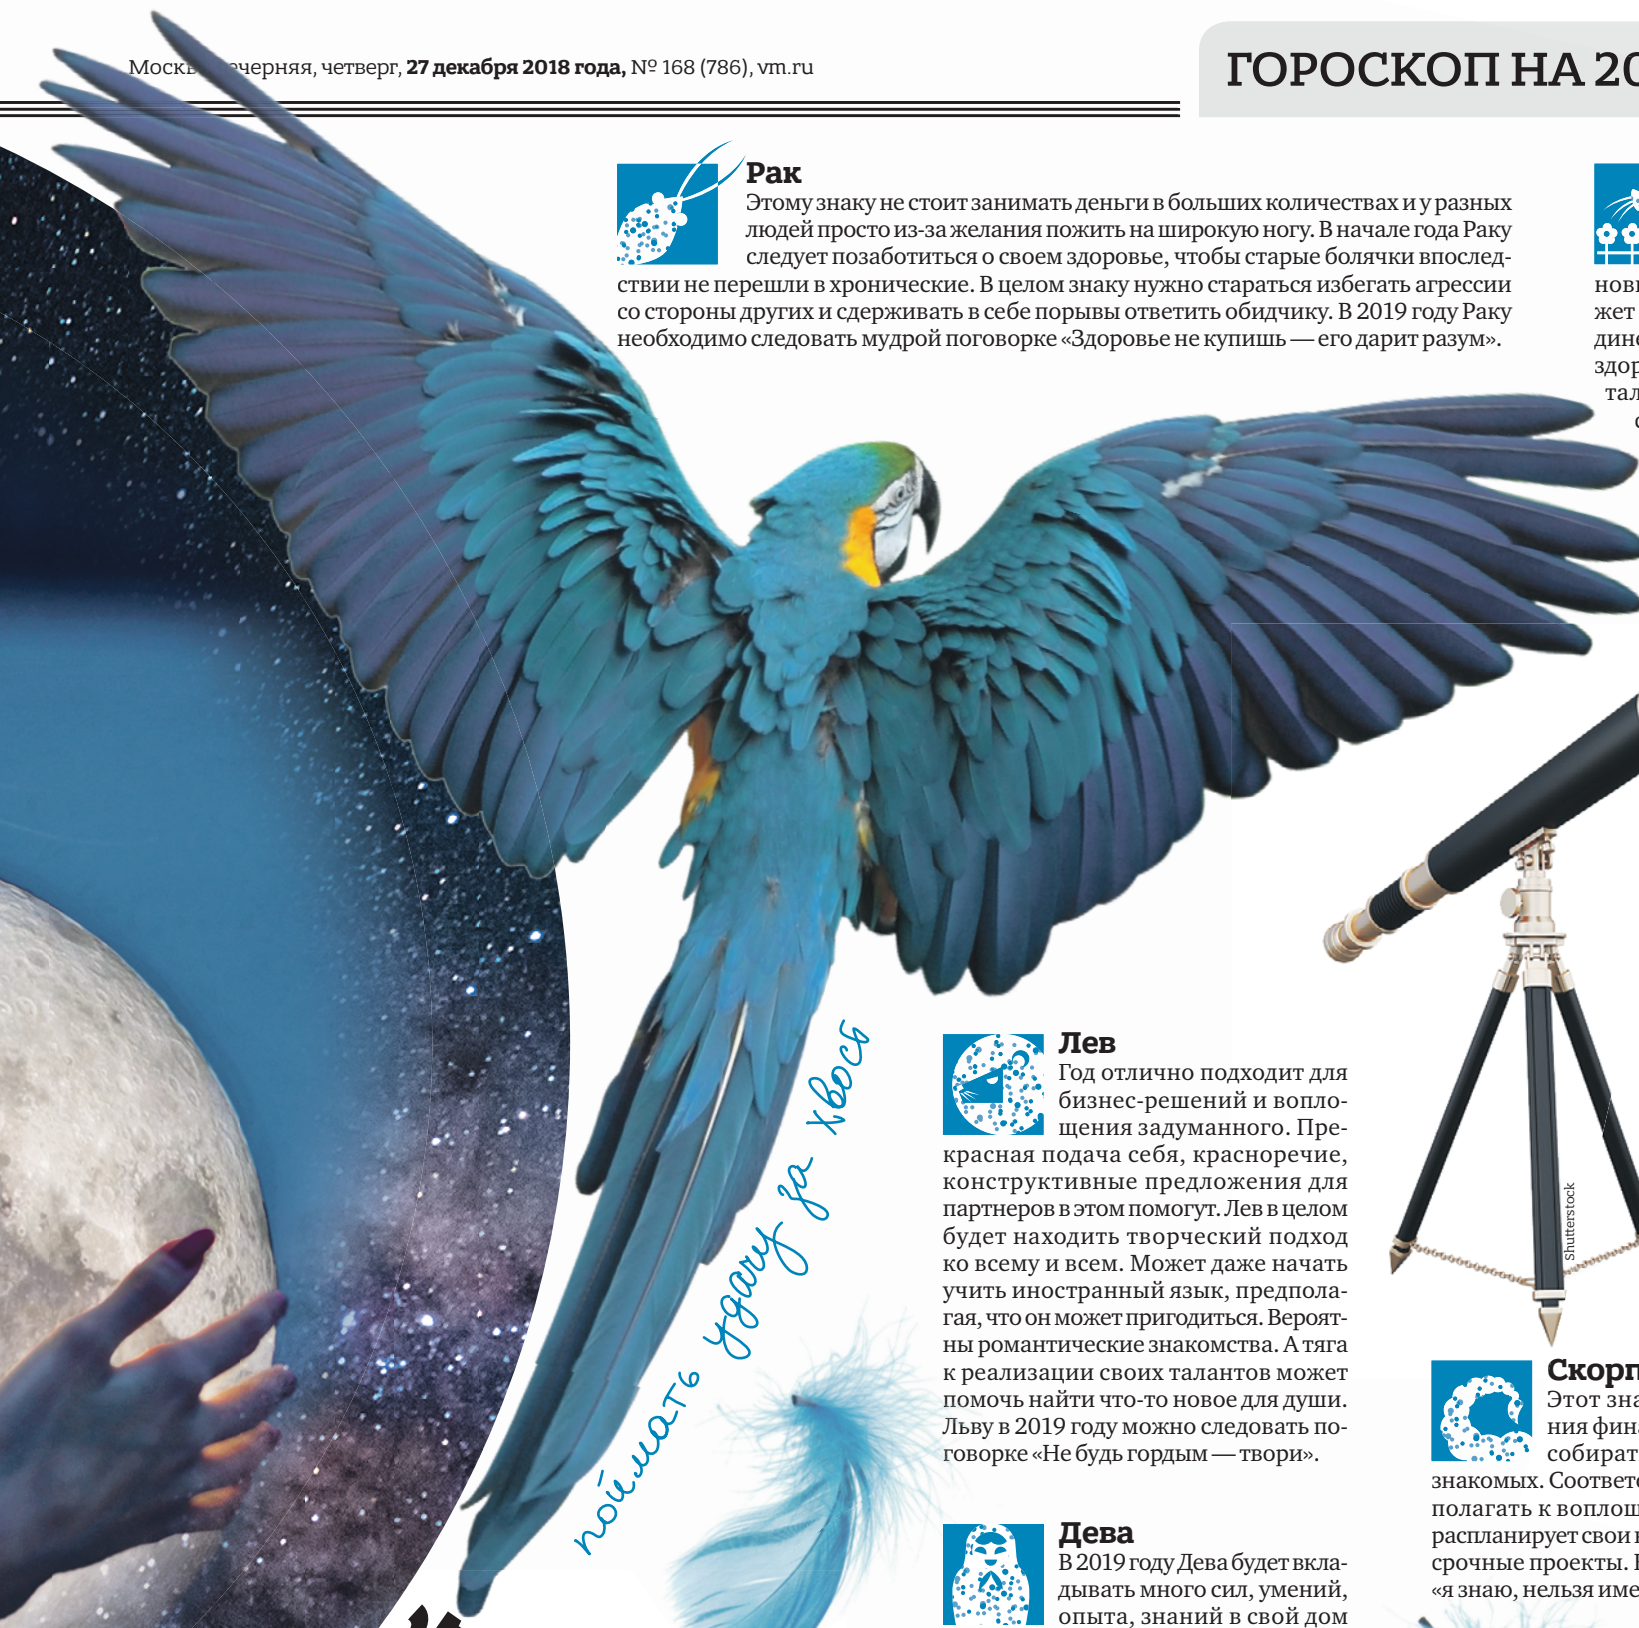 Москва Вечерняя, четверг, 27 декабря 2018 года, № 168 (786), vm.ru
ГОРОСКОП НА 20
Рак
Этому знаку не стоит занимать деньги в больших количествах и у разных
людей просто из-за желания пожить на широкую ногу. В начале года Раку
следует позаботиться о своем здоровье, чтобы старые болячки впослед-
ствии не перешли в хронические. В целом знаку нужно стараться избегать агрессии
со стороны других и сдерживать в себе порывы ответить обидчику. В 2019 году Раку
необходимо следовать мудрой поговорке «Здоровье не купишь — его дарит разум».
нов
жет
дин
здор
тал
с
поймать удачу за хвост
Лев
Год отлично подходит для
бизнес-решений и вопло-
щения задуманного. Пре-
красная подача себя, красноречие,
конструктивные предложения для
партнеров в этом помогут. Лев в целом
будет находить творческий подход
ко всему и всем. Может даже начать
учить иностранный язык, предпола-
гая, что он может пригодиться. Вероят-
ны романтические знакомства. А тяга
к реализации своих талантов может
помочь найти что-то новое для души.
Льву в 2019 году можно следовать по-
говорке «Не будь гордым — твори».
Дева
В 2019 году Дева будет вкла-
дывать много сил, умений,
опыта, знаний в свой дом
Shutterstock
Скорп
Этот зна
ния фина
собират
знакомых. Соответс
полагать к воплощ
распланирует свои
срочные проекты.
«я знаю, нельзя име